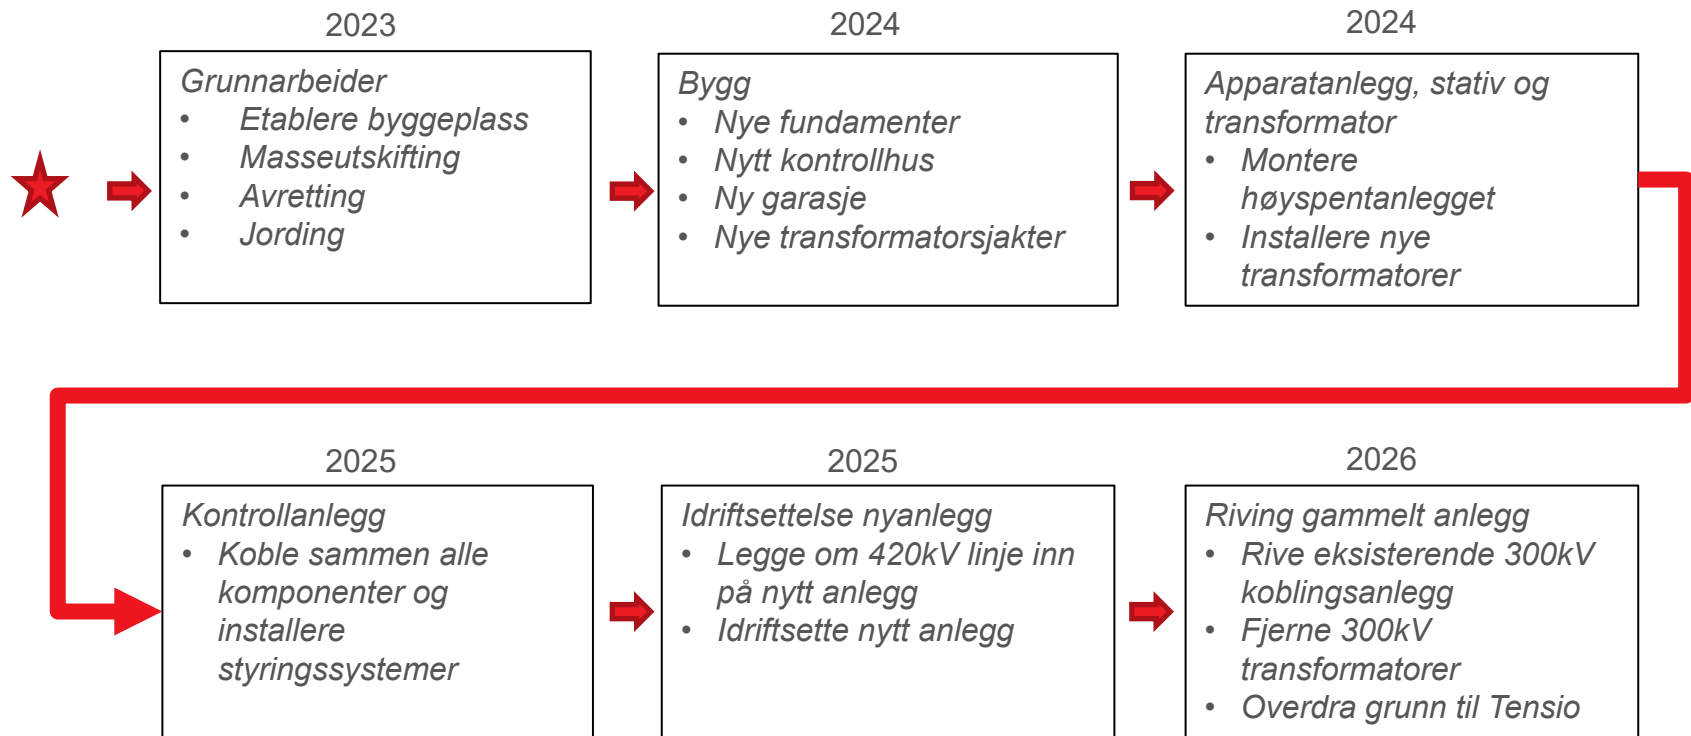 2023
Grunnarbeider
• Etablere byggeplass
• Masseutskifting
• Avretting
• Jording
2024
Bygg
• Nye fundamenter
• Nytt kontrollhus
• Ny garasje
• Nye transformatorsjakter
2024
Apparatanlegg, stativ og
transformator
• Montere
høyspentanlegget
• Installere nye
transformatorer
2025
Kontrollanlegg
• Koble sammen alle
komponenter og
installere
styringssystemer
2025
Idriftsettelse nyanlegg
• Legge om 420kV linje inn
på nytt anlegg
• Idriftsette nytt anlegg
2026
Riving gammelt anlegg
• Rive eksisterende 300kV
koblingsanlegg
• Fjerne 300kV
transformatorer
• Overdra grunn til Tensio